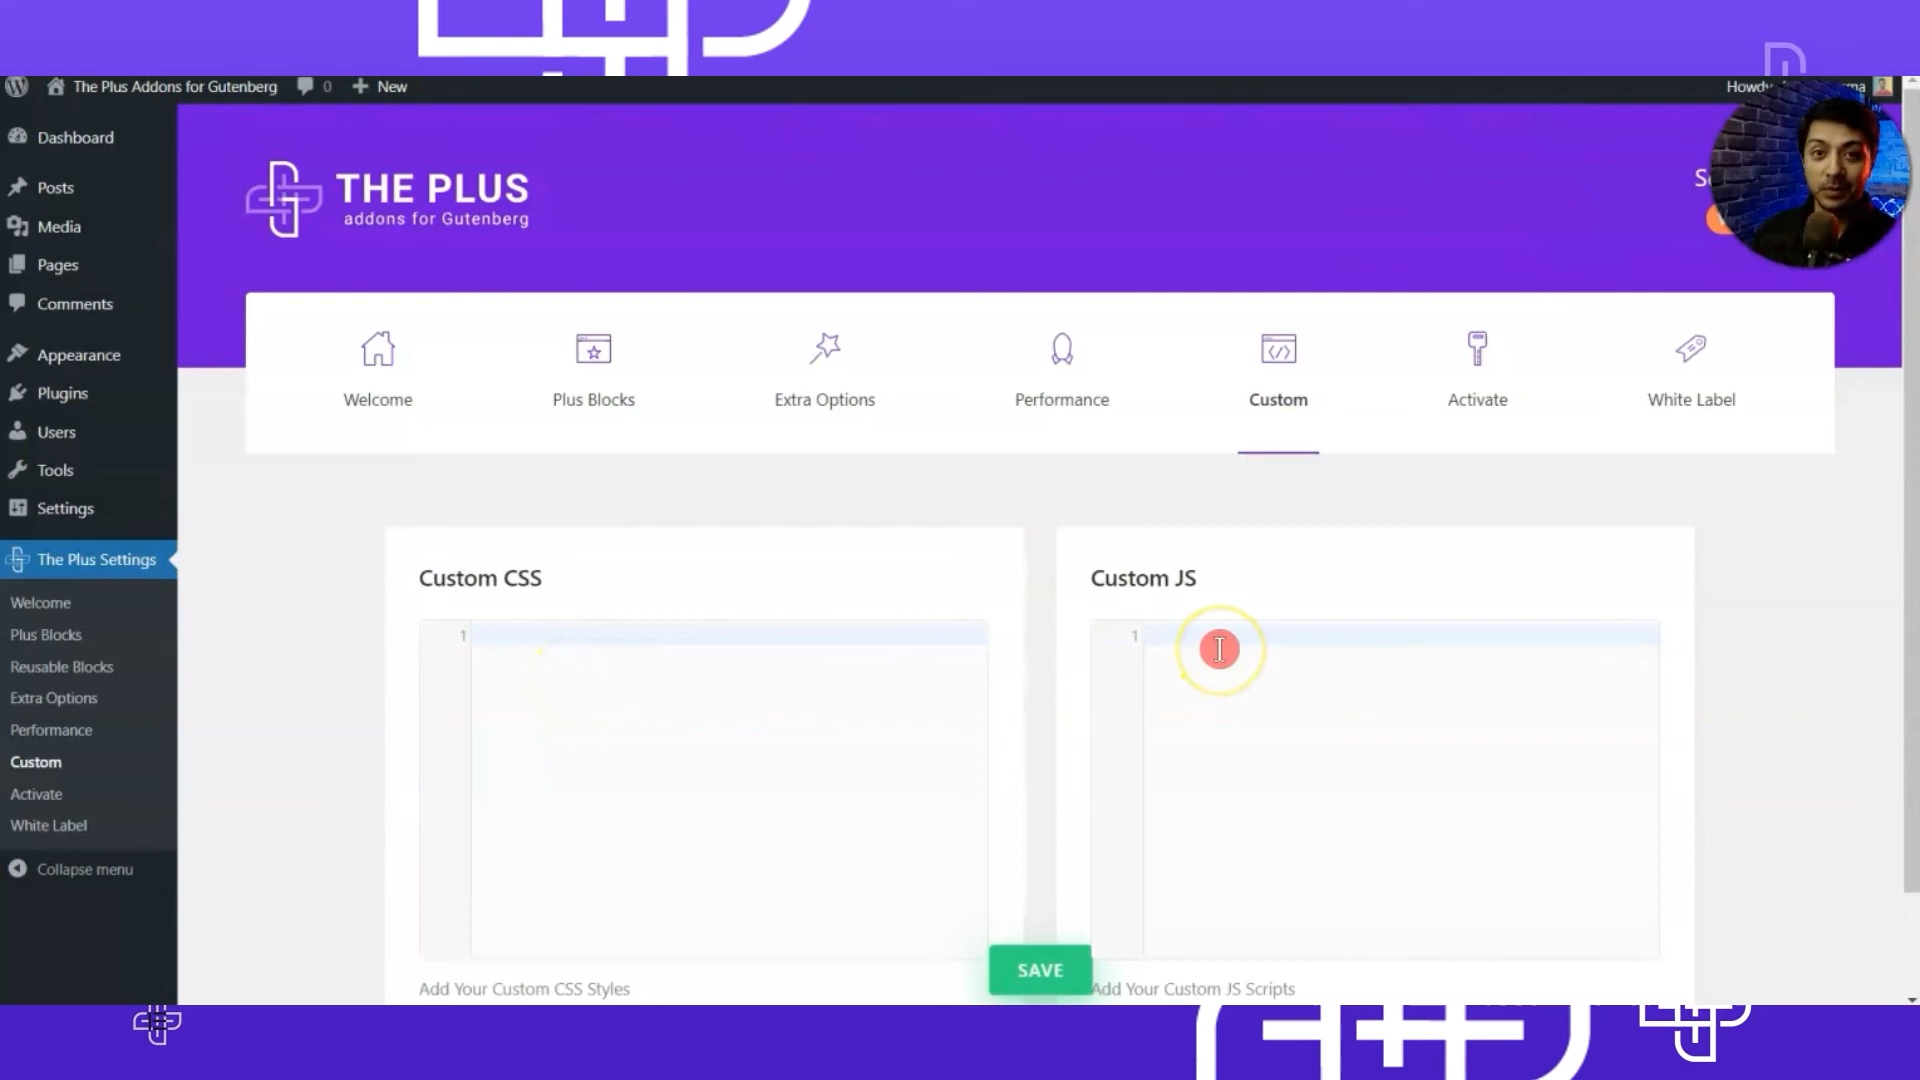 The Plus Addons for Gutenberg 0 New
Howdy
Dashboard
Posts
Media
Pages
Comments
Appearance
Plugins
Users
Tools
Settings
The Plus Settings
Welcome
Plus Blocks
Reusable Blocks
Extra Options
Performance
Custom
Activate
White Label
Collapse menu
THE PLUS
addons for Gutenberg
Welcome
Plus Blocks
Extra Options
Performance
Custom
Activate
White Label
Custom CSS
1
Add Your Custom CSS Styles
Custom JS
1
Add Your Custom JS Scripts
SAVE